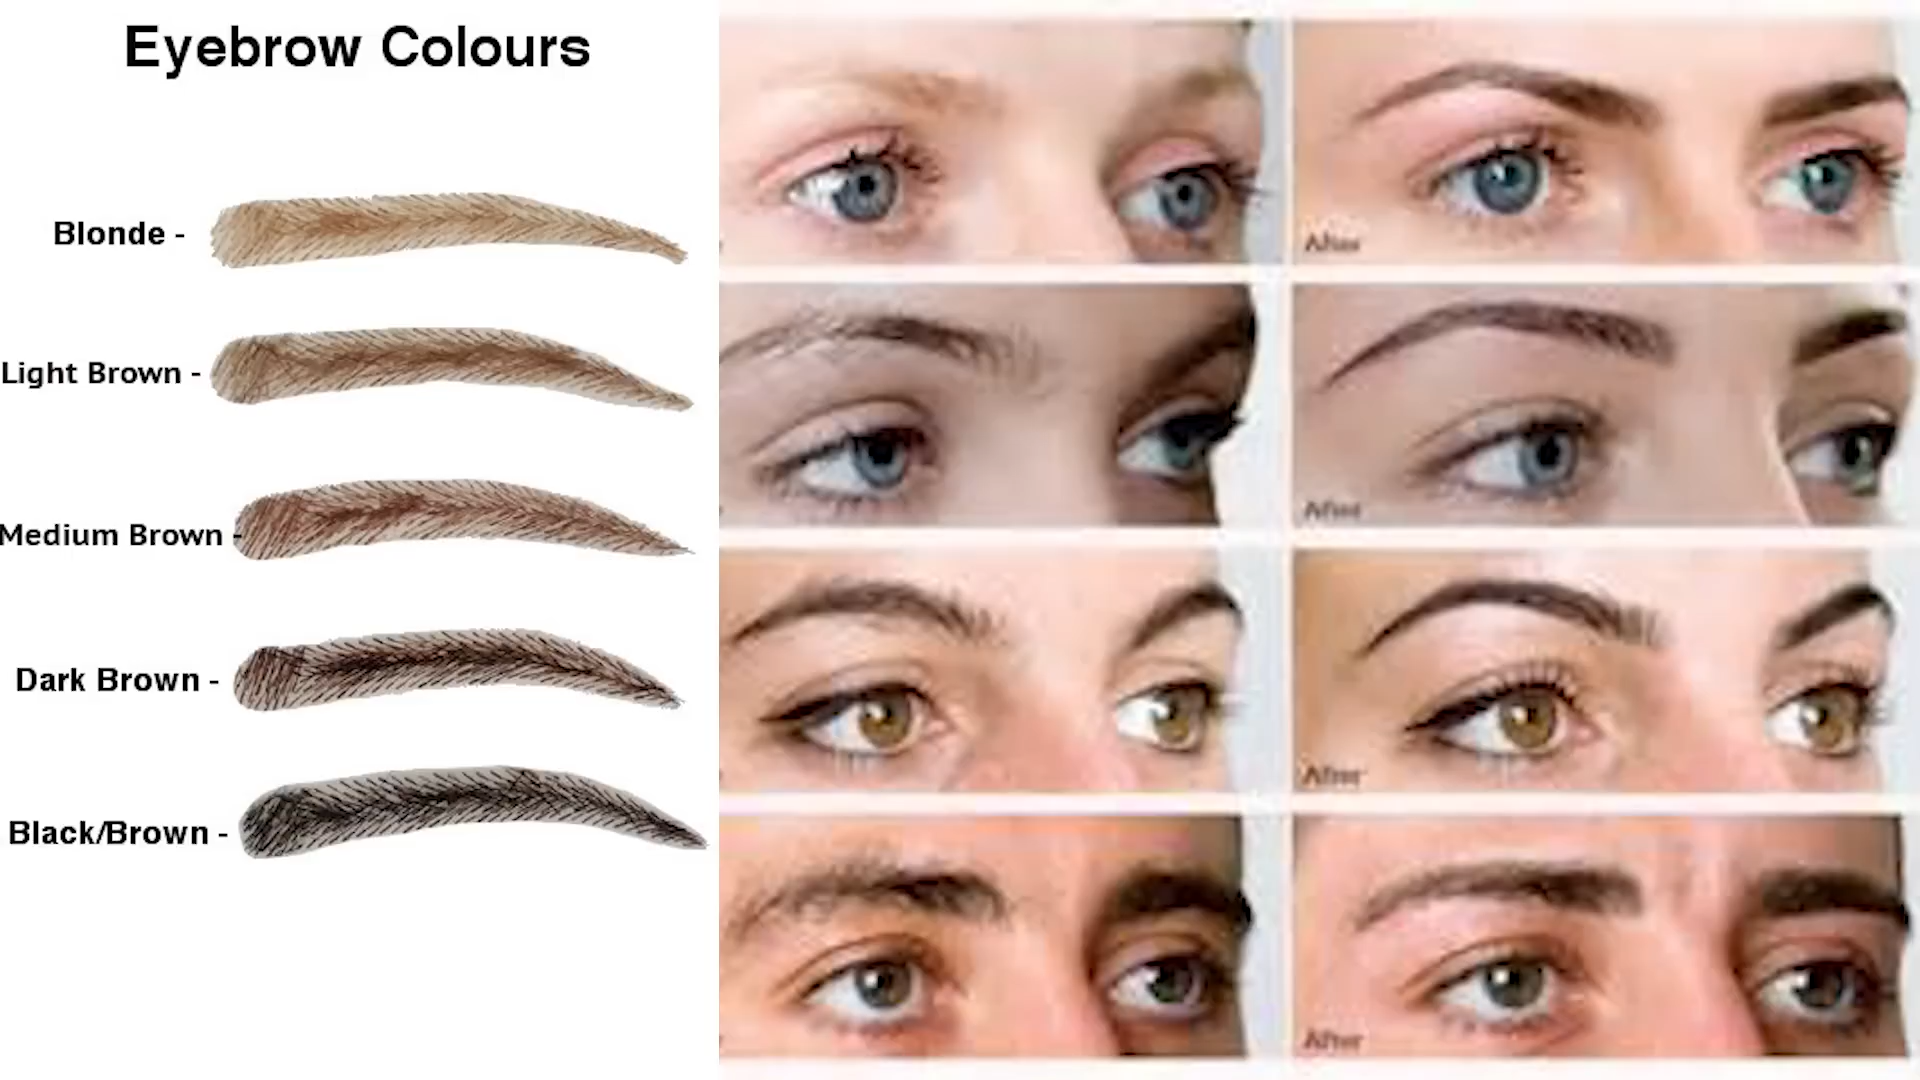 Eyebrow Colours
Blonde -
Light Brown -
Medium Brown -
Dark Brown -
Black/Brown -
After
After
After
After